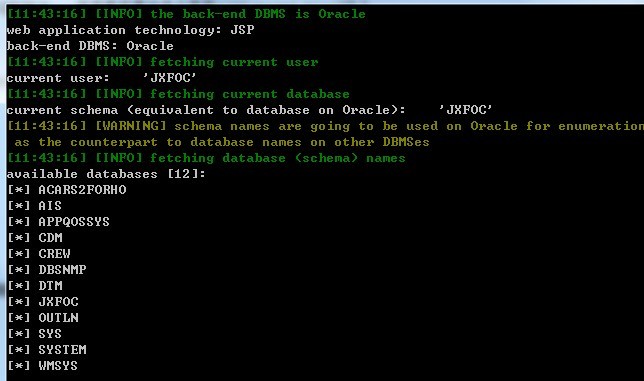 [11:43:16] [INFO] the back-end DBMS is Oracle
web application technology: JSP
back-end DBMS: Oracle
[11:43:16] [INFO] fetching current user
current user:    'JXFOC'
[11:43:16] [INFO] fetching current database
current schema (equivalent to database on Oracle):    'JXFOC'
[11:43:16] [WARNING] schema names are going to be used on Oracle for enumeration
 as the counterpart to database names on other DBMSes
[11:43:16] [INFO] fetching database (schema) names
available databases [12]:
[*] ACARS2FORHO
[*] AIS
[*] APPQOSSYS
[*] CDM
[*] CREW
[*] DBSNMP
[*] DTM
[*] JXFOC
[*] OUTLN
[*] SYS
[*] SYSTEM
[*] WMSYS